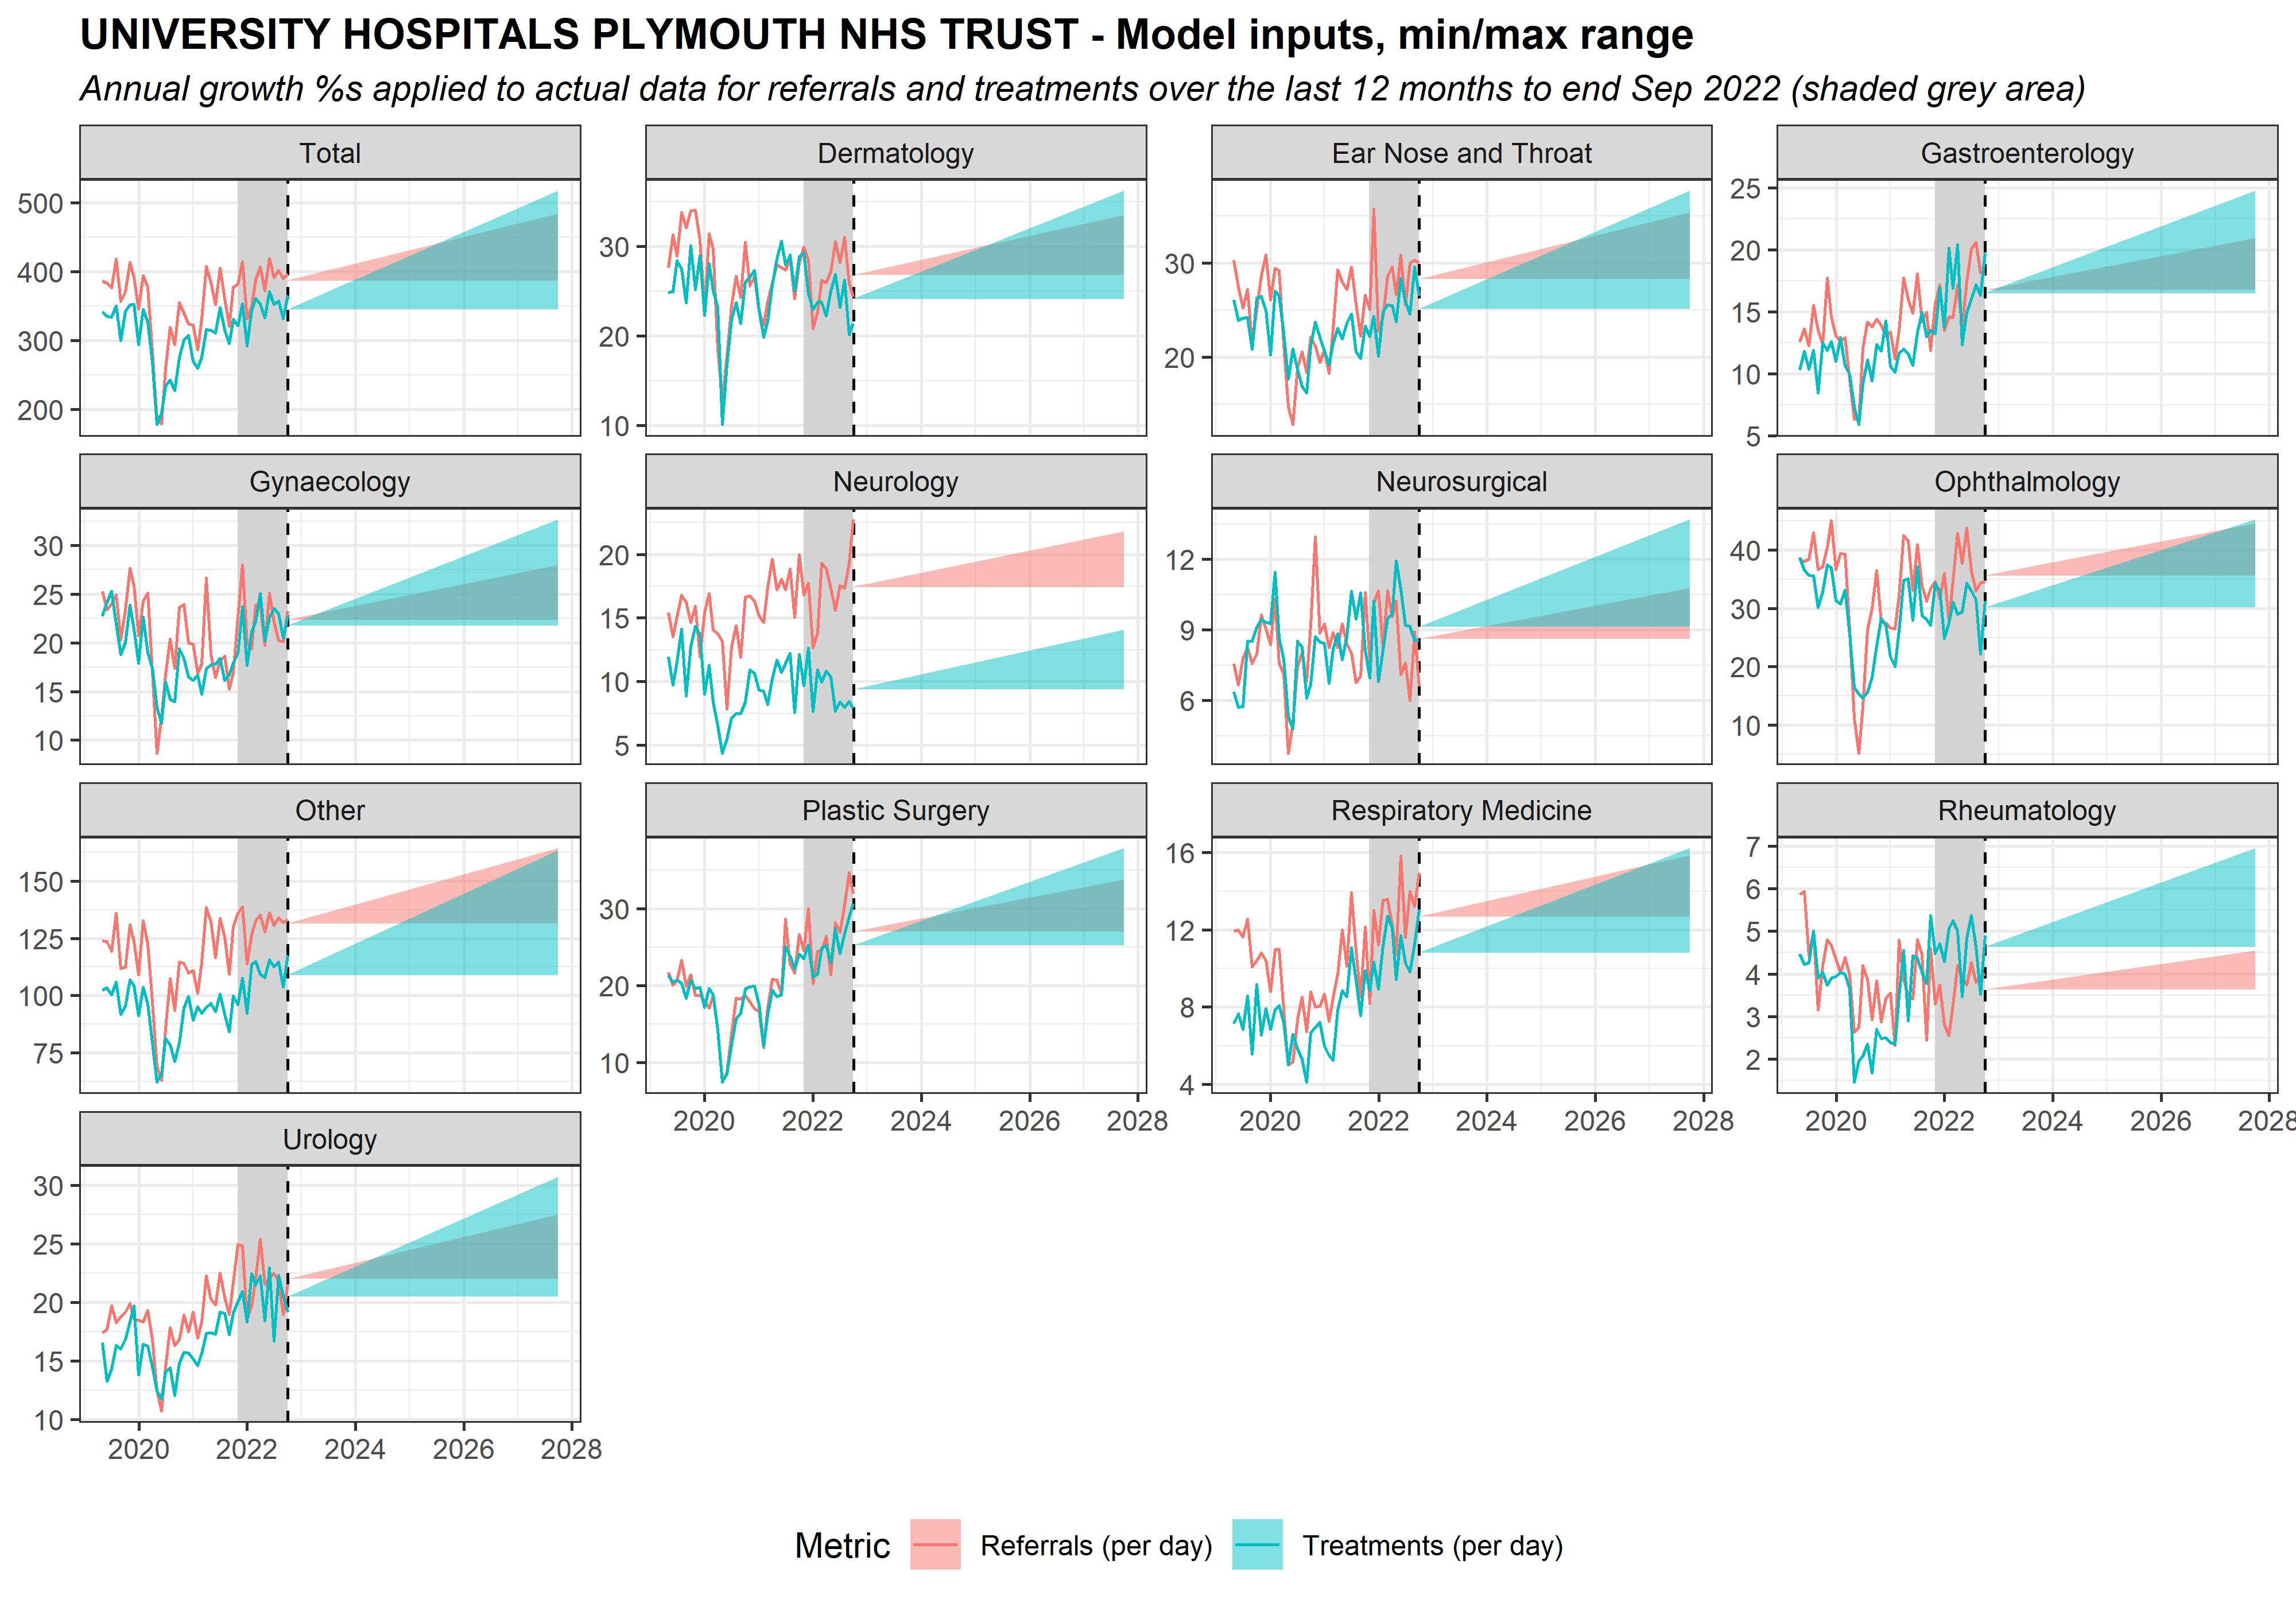 UNIVERSITY HOSPITALS PLYMOUTH NHS TRUST - Model inputs, min/max range
Annual growth %s applied to actual data for referrals and treatments over the last 12 months to end Sep 2022 (shaded grey area)
Total
500
400
300
200
Dermatology
30
20
10
Ear Nose and Throat
30
20
Gastroenterology
25
20
15
10
5
Gynaecology
30
25
20
15
10
Neurology
20
15
10
5
Neurosurgical
12
9
6
Ophthalmology
40
30
20
10
Other
150
125
100
75
Plastic Surgery
30
20
10
2020 2022 2024 2026 2028
Respiratory Medicine
16
12
8
4
2020 2022 2024 2026 2028
Rheumatology
7
6
5
4
3
2
2020 2022 2024 2026 2028
Urology
30
25
20
15
10
2020 2022 2024 2026 2028
Metric Referrals (per day) Treatments (per day)